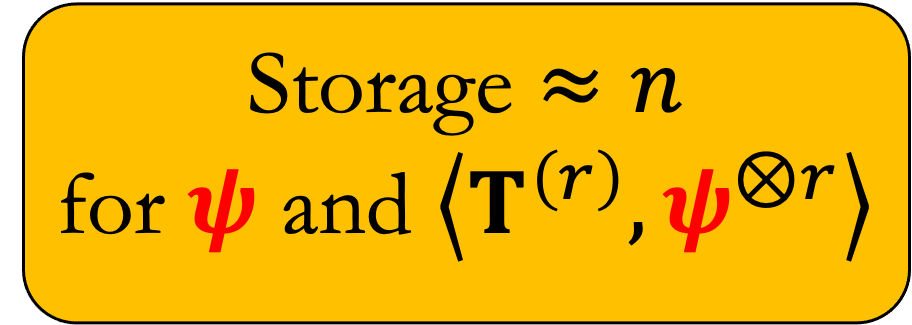 Storage ≈ n
for ψ and ⟨T⁽ʳ⁾, ψ^{⊗r}⟩